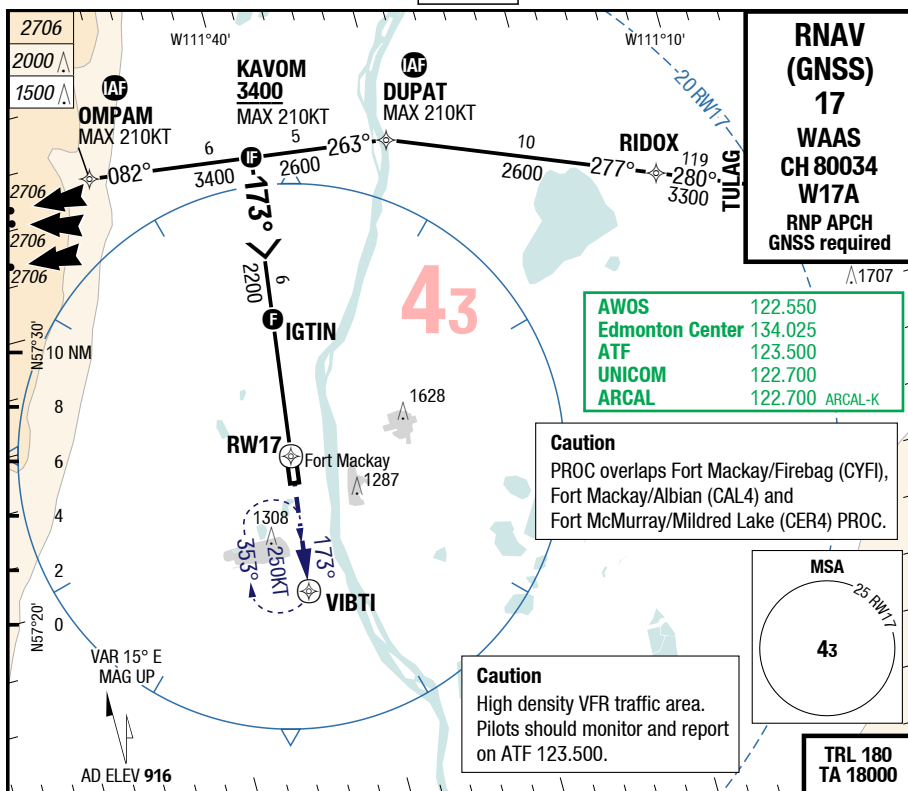 2706
2000
1500
W111°40'
W111°10'
RNAV
(GNSS)
17
WAAS
CH 80034
W17A
RNP APCH
GNSS required
IAF
OMPAM
MAX 210KT
KAVOM
3400
MAX 210KT
IAF
DUPAT
MAX 210KT
20 RW17
RIDOX
TULAG
082°
6
3400
IF
5
2600
263°
10
2600
277°
119
280°
3300
173°
2706
2706
2706
6
2200
F
IGTIN
43
1707
N57°30'
10 NM
8
6
4
2
0
N57°20'
AWOS 122.550
Edmonton Center 134.025
ATF 123.500
UNICOM 122.700
ARCAL 122.700 ARCAL-K
1628
RW17
Fort Mackay
1287
1308
353°
250KT
173°
VIBTI
Caution
PROC overlaps Fort Mackay/Firebag (CYFI),
Fort Mackay/Albian (CAL4) and
Fort McMurray/Mildred Lake (CER4) PROC.
MSA
25 RW17
43
VAR 15° E
MAG UP
AD ELEV 916
Caution
High density VFR traffic area.
Pilots should monitor and report
on ATF 123.500.
TRL 180
TA 18000